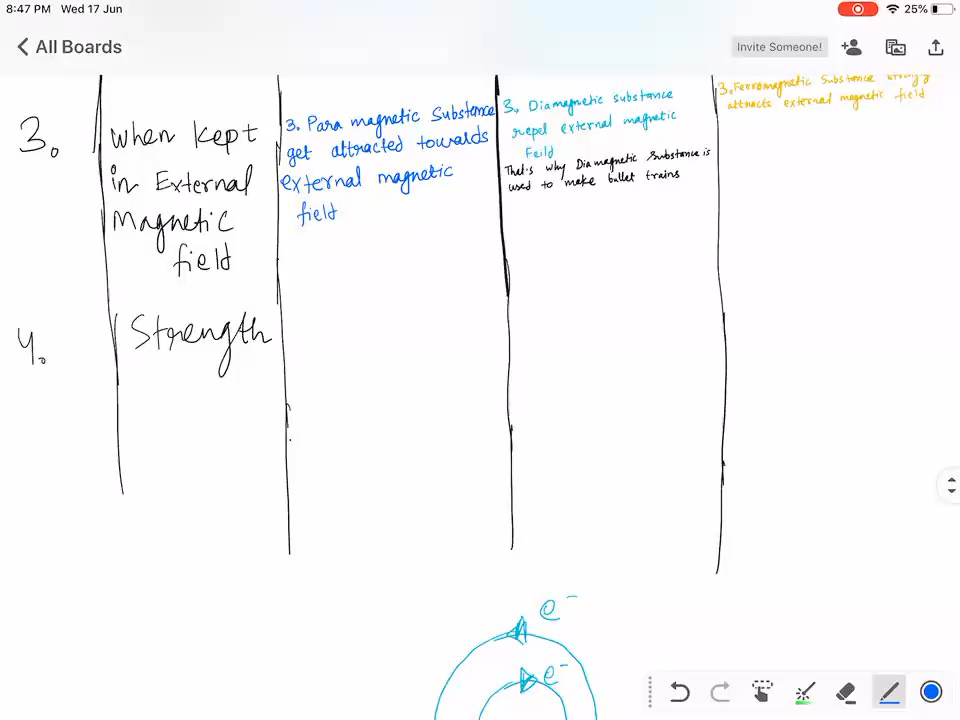 8:47 PM Wed 17 Jun
25%
All Boards
Invite Someone!
3.
When kept
in External
Magnetic
field
3. Para magnetic Substance
get attracted towards
external magnetic
field
3. Diamagnetic substance
repel external magnetic
Feild
That's why Diamagnetic Substance is
used to make bullet trains
3. Ferromagnetic Substance strongly
attracts external magnetic field
4.
Strength
e⁻
e⁻